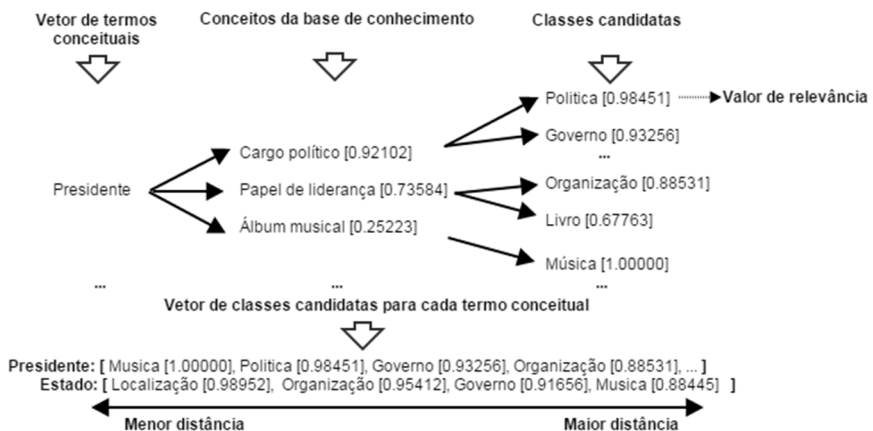 Vetor de termos conceituais
Conceitos da base de conhecimento
Classes candidatas
Politica [0.98451]
Valor de relevância
Governo [0.93256]
...
Cargo político [0.92102]
Presidente
Papel de liderança [0.73584]
Organização [0.88531]
Livro [0.67763]
Álbum musical [0.25223]
Música [1.00000]
...
...
...
Vetor de classes candidatas para cada termo conceitual
Presidente: [ Musica [1.00000], Politica [0.98451], Governo [0.93256], Organização [0.88531], ... ]
Estado: [ Localização [0.98952], Organização [0.95412], Governo [0.91656], Musica [0.88445] ]
Menor distância
Maior distância